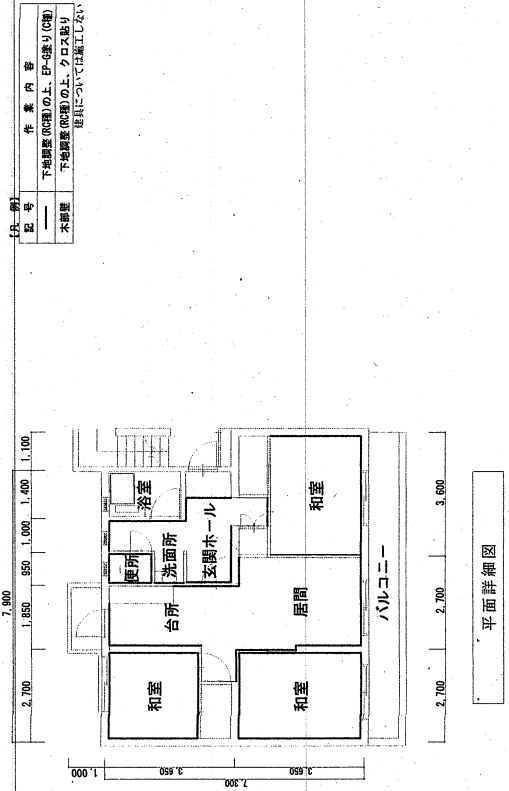 【凡 例】
記 号 作 業 内 容
━━ 下地調整(RC種)の上、EP-G塗り(C種)
木部壁 下地調整(RC種)の上、クロス貼り
建具については施工しない
7,900
2,700 1,850 950 1,000 1,400 1,100
1,000
3,650
3,650
7,300
和室
台所
便所
洗面所
浴室
玄関ホール
和室
居間
和室
バルコニー
2,700 2,700 3,600
平面詳細図